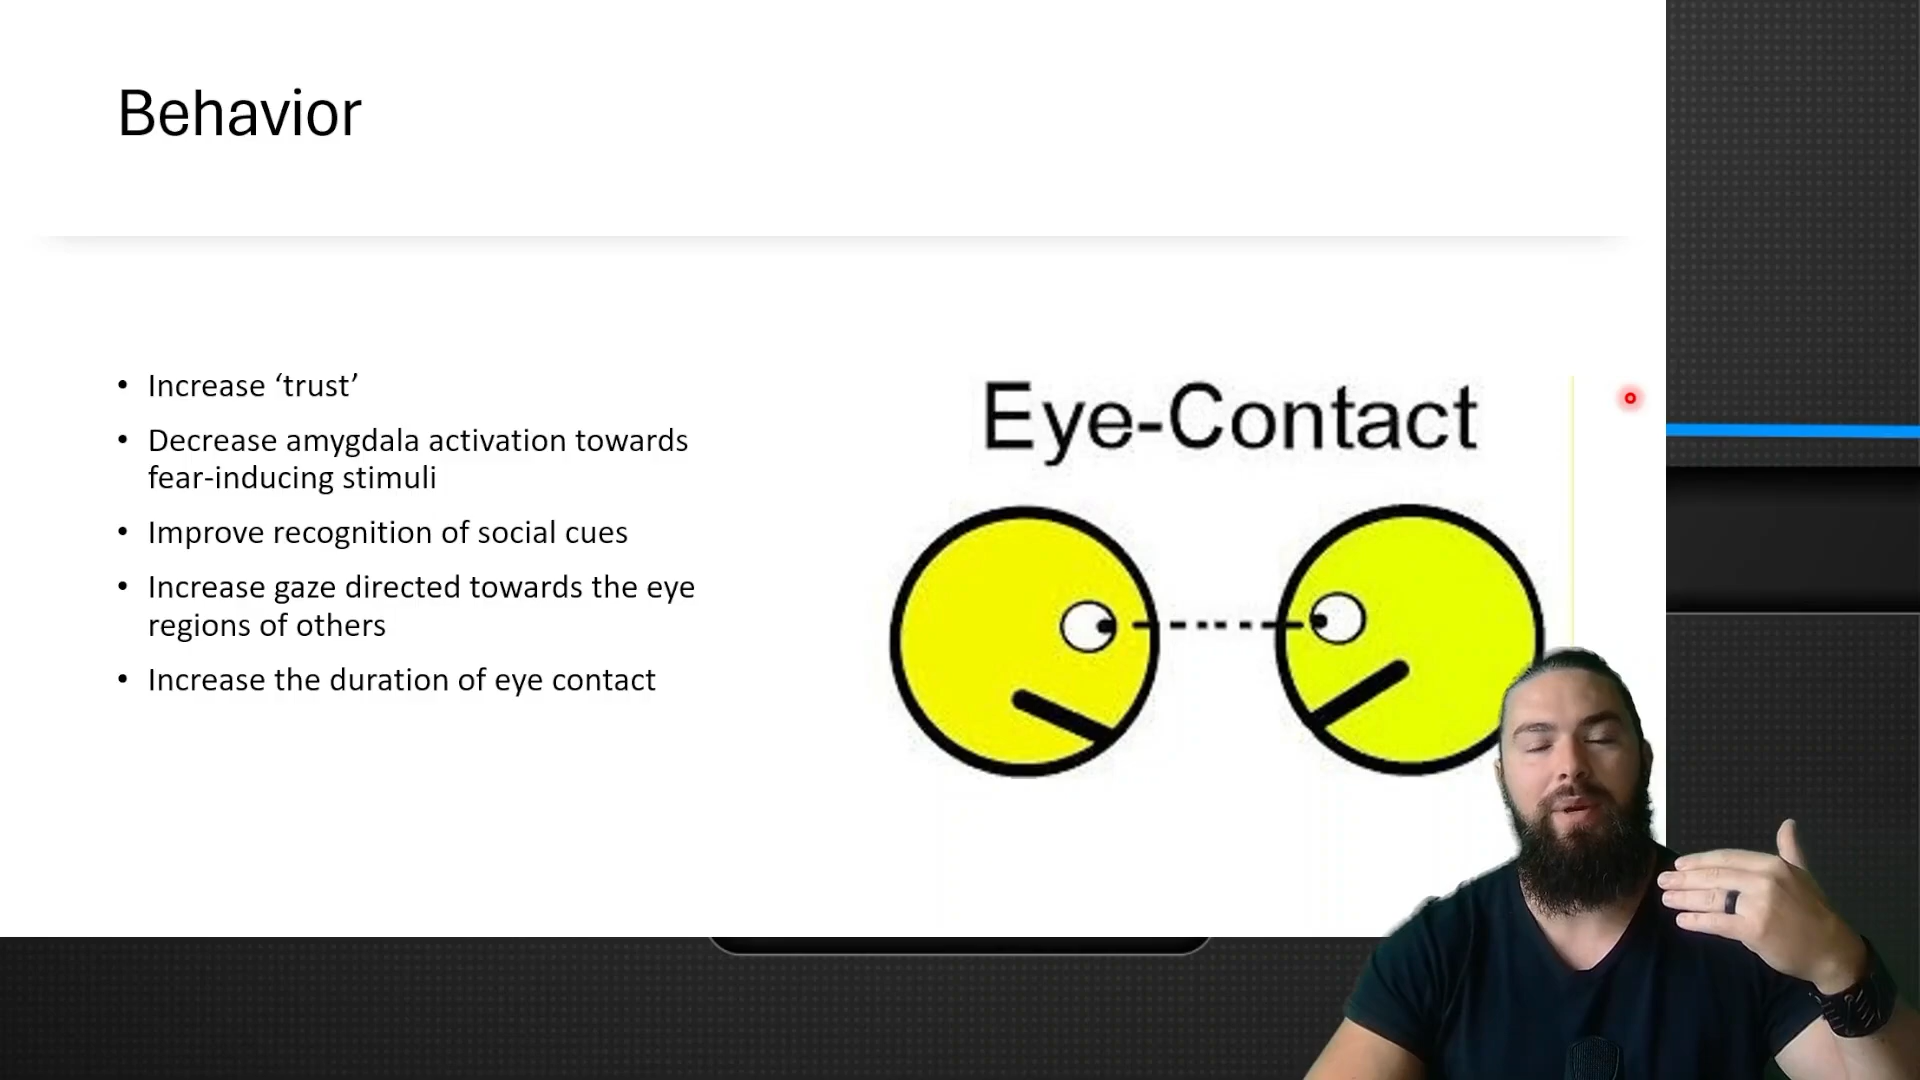 Behavior
• Increase ‘trust’
• Decrease amygdala activation towards
fear-inducing stimuli
• Improve recognition of social cues
• Increase gaze directed towards the eye
regions of others
• Increase the duration of eye contact
Eye-Contact